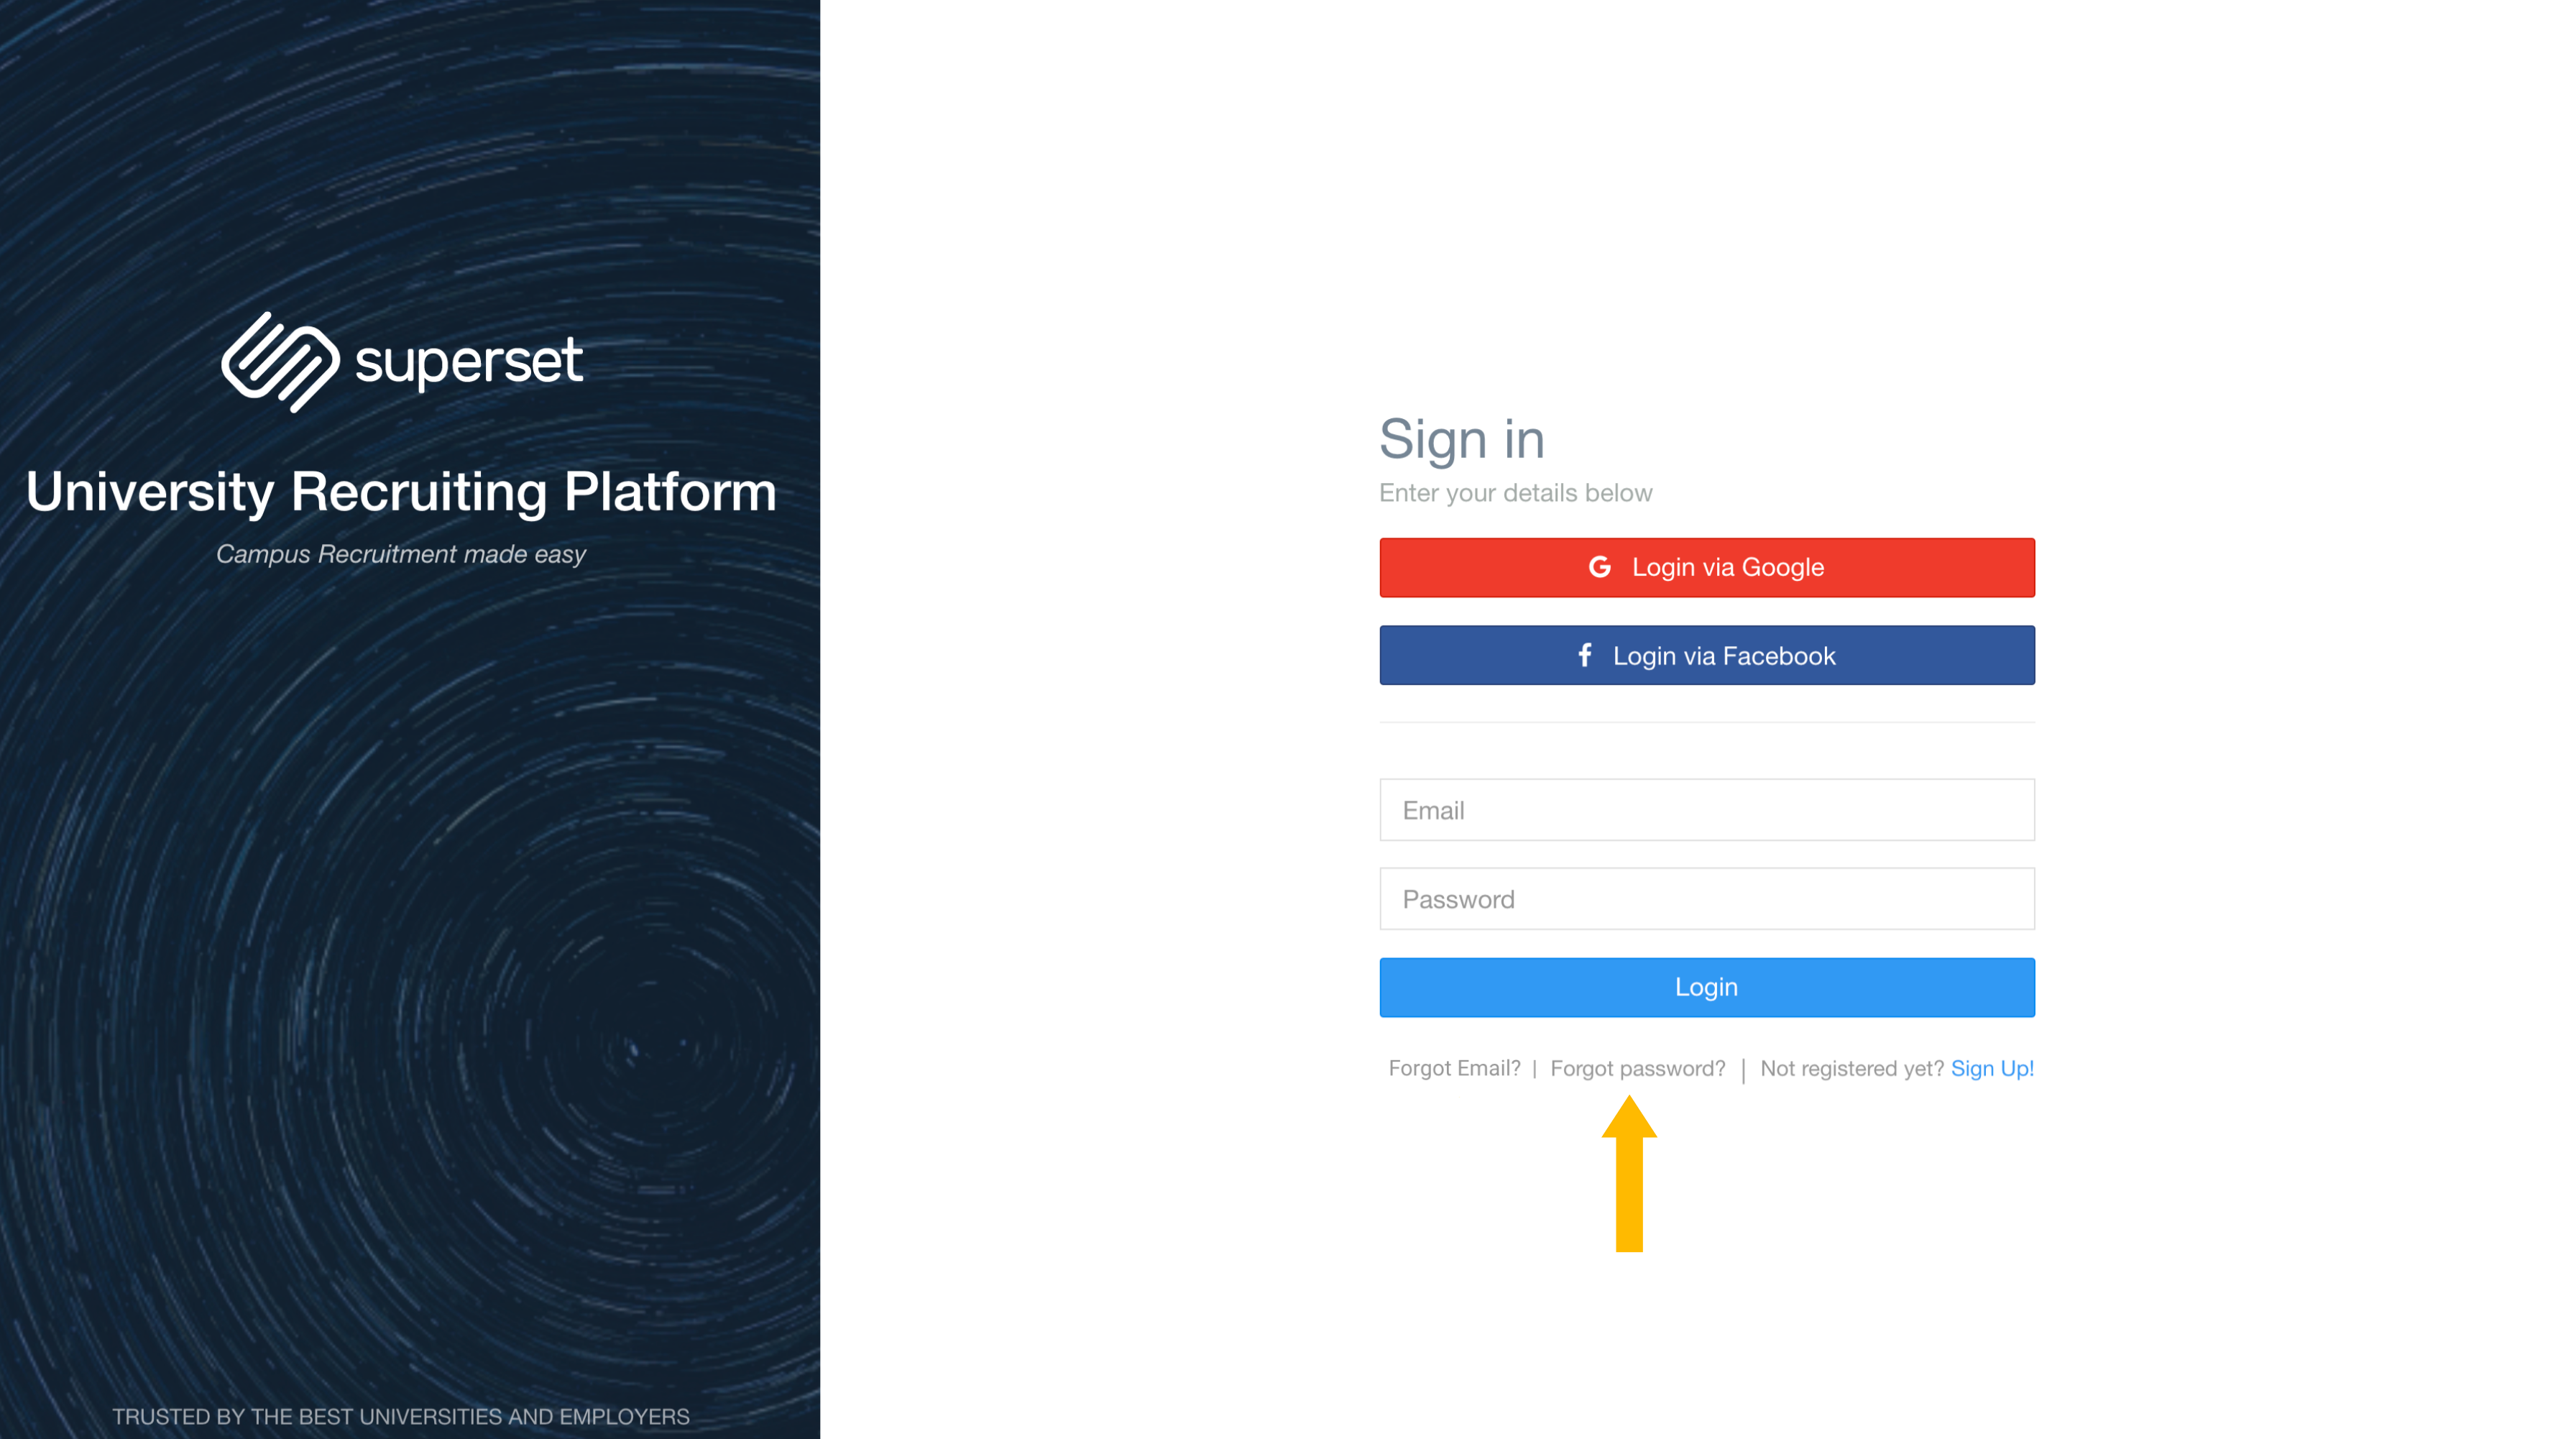 superset
University Recruiting Platform
Campus Recruitment made easy
TRUSTED BY THE BEST UNIVERSITIES AND EMPLOYERS
Sign in
Enter your details below
G Login via Google
f Login via Facebook
Email
Password
Login
Forgot Email? | Forgot password? | Not registered yet? Sign Up!